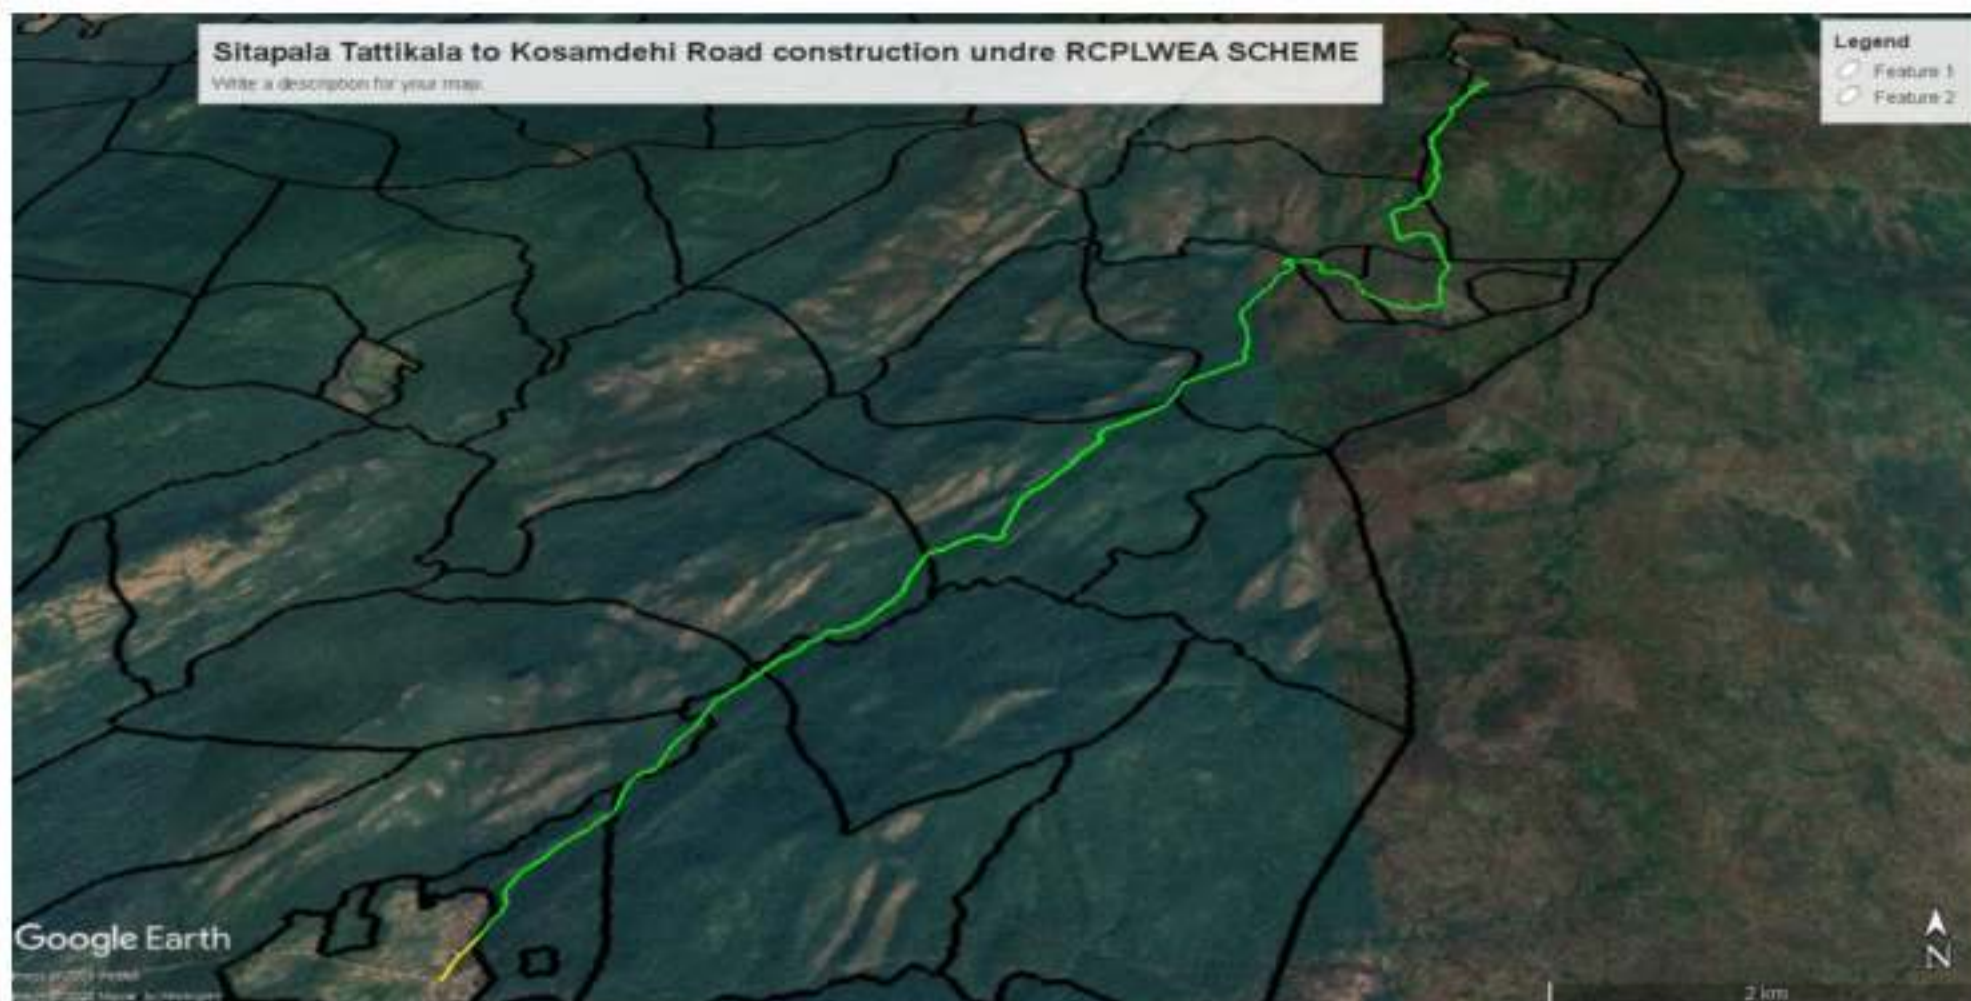 Sitapala Tattikala to Kosamdehi Road construction undre RCPLWEA SCHEME
Write a description for your map.
Legend
Feature 1
Feature 2
Google Earth
N
2 km